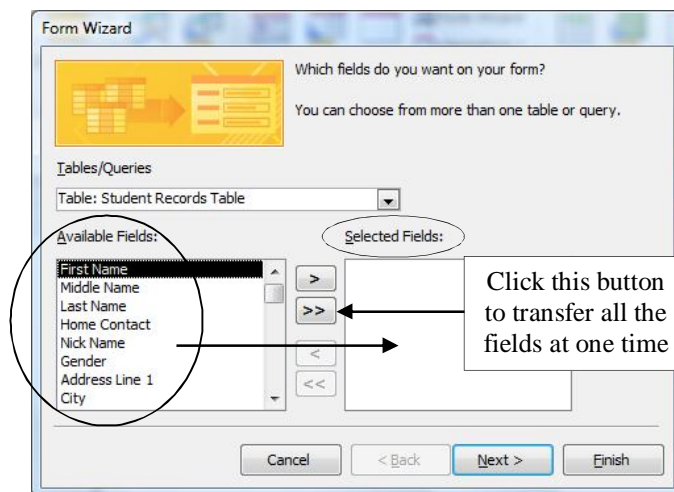 Form Wizard
Which fields do you want on your form?
You can choose from more than one table or query.
Tables/Queries
Table: Student Records Table
Available Fields:
Selected Fields:
First Name
Middle Name
Last Name
Home Contact
Nick Name
Gender
Address Line 1
City
>
>>
<
<<
Click this button
to transfer all the
fields at one time
Cancel
< Back
Next >
Finish